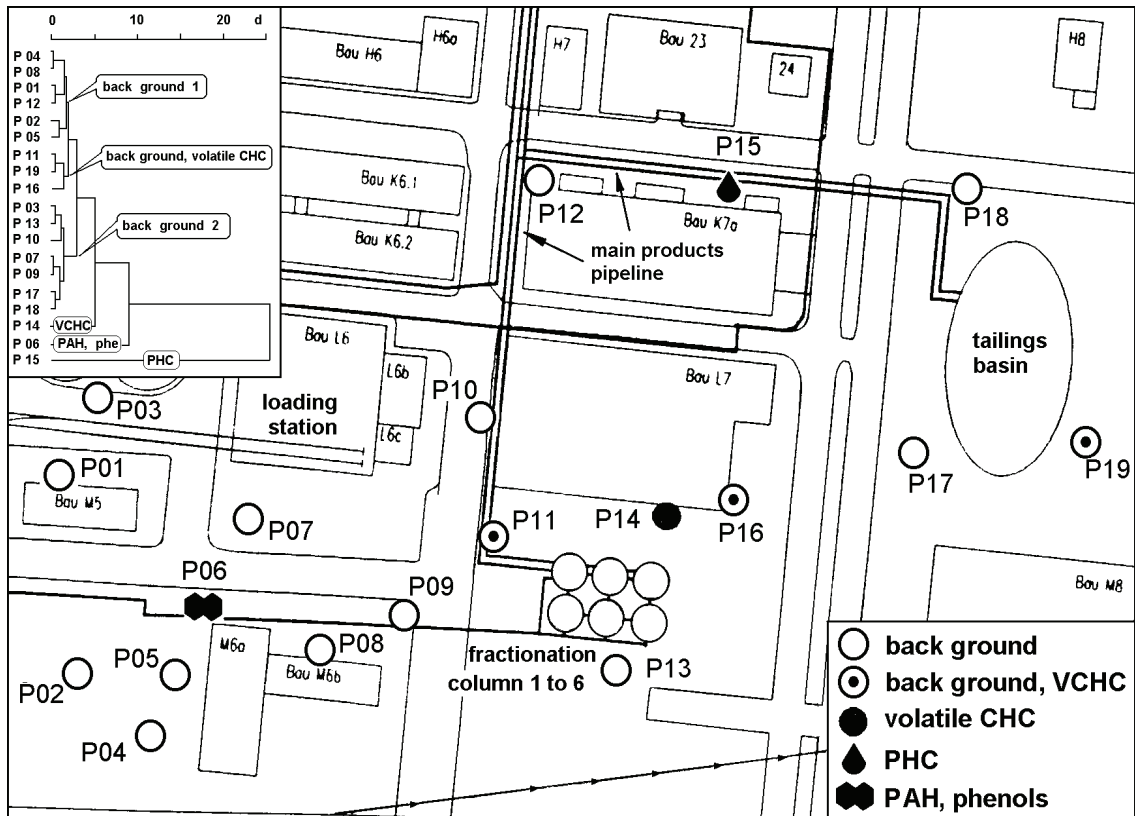 0 10 20 d
P 04
P 08
P 01
P 12
P 02
P 05
P 11
P 19
P 16
P 03
P 13
P 10
P 07
P 09
P 17
P 18
P 14
P 06
P 15
back ground 1
back ground, volatile CHC
back ground 2
VCHC
PAH, phe
PHC
Bau H6
H6a
H7
Bau 23
24
H8
P15
Bau K6.1
P12
Bau K7a
P18
Bau K6.2
main products
pipeline
tailings
basin
Bau L6
L6b
L6c
Bau L7
P10
loading
station
P03
P01
Bau M5
P07
P11
P14
P16
P17
P19
P06
P09
Bau M8
M6a
P08
Bau M6b
P05
P02
P04
fractionation
column 1 to 6
P13
back ground
back ground, VCHC
volatile CHC
PHC
PAH, phenols